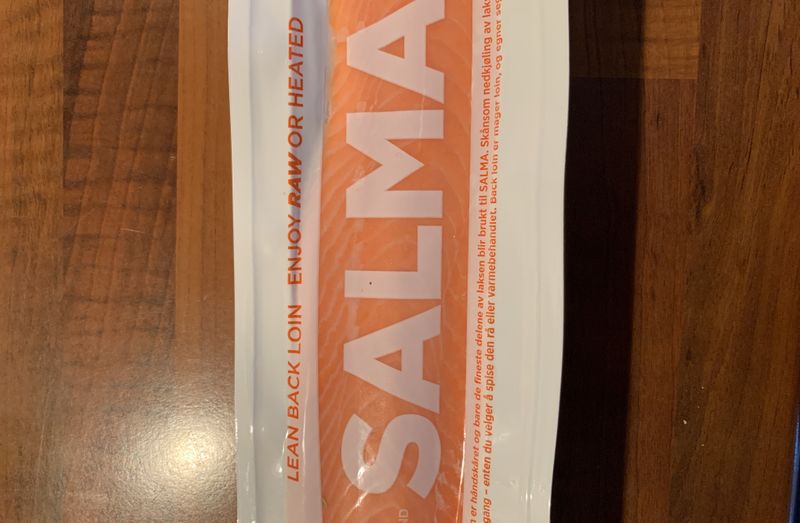 LEAN BACK LOIN ENJOY RAW OR HEATED
SALMA
er håndskåret og bare de fineste delene av laksen blir brukt til SALMA. Skånsom nedkjøling av
gang – enten du velger å spise den rå eller varmebehandlet. Back loin er mager loin, og egner